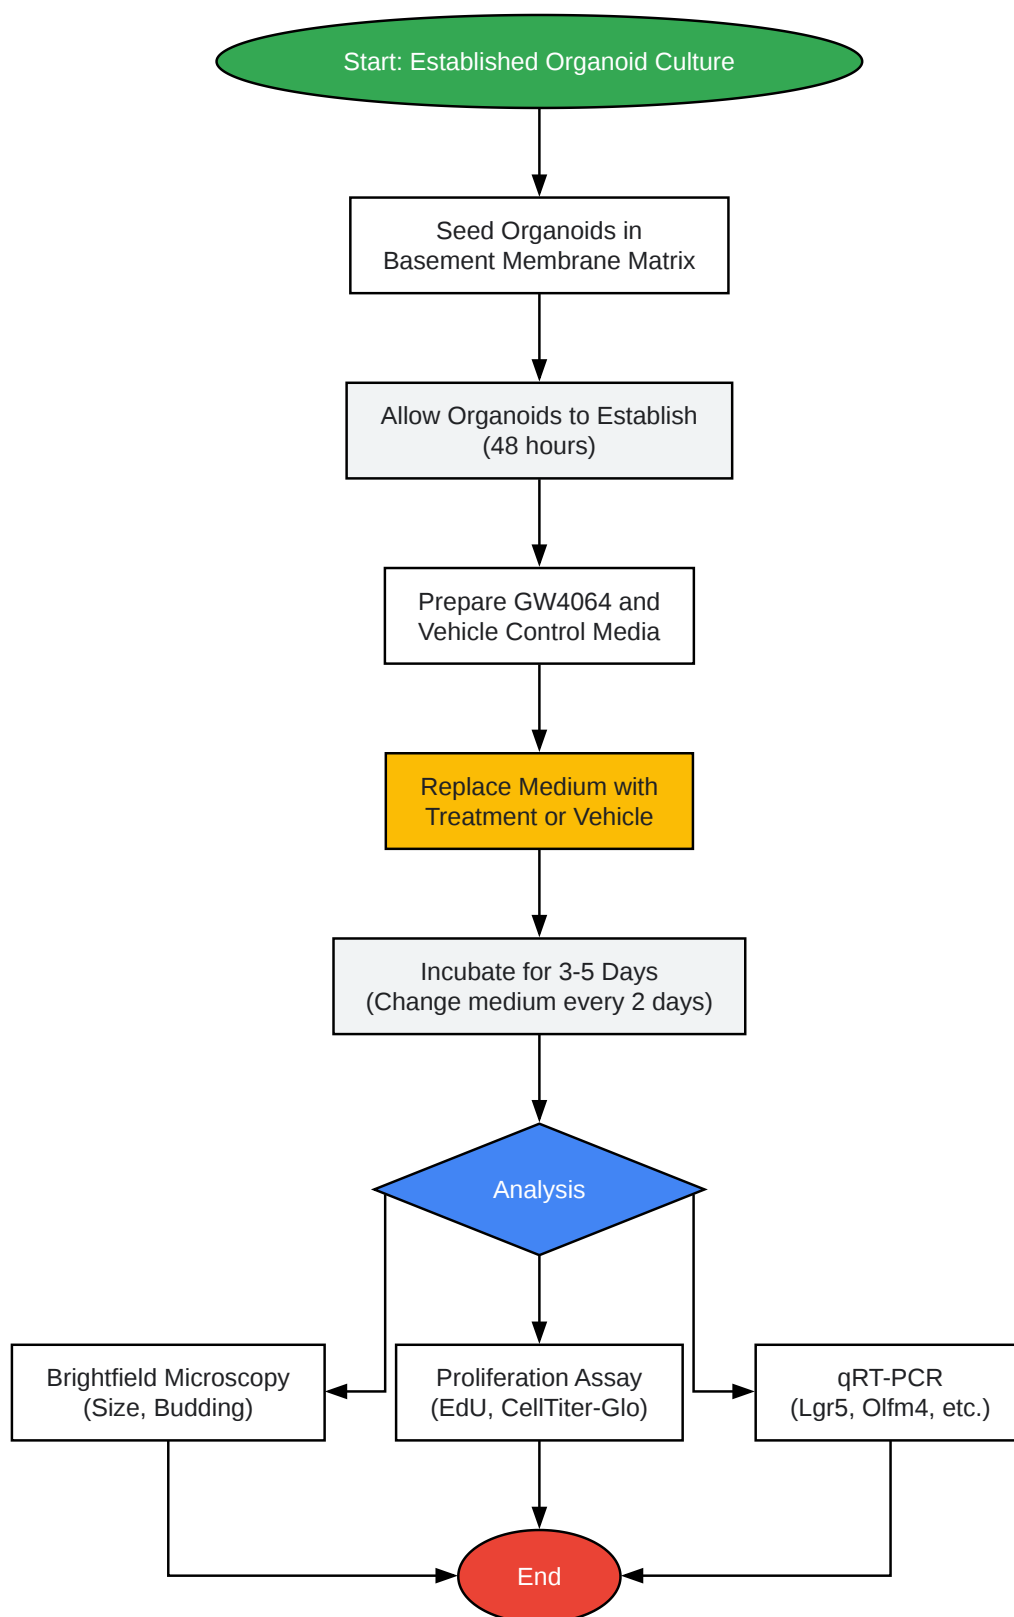 Start: Established Organoid Culture
Seed Organoids in
Basement Membrane Matrix
Allow Organoids to Establish
(48 hours)
Prepare GW4064 and
Vehicle Control Media
Replace Medium with
Treatment or Vehicle
Incubate for 3-5 Days
(Change medium every 2 days)
Analysis
Brightfield Microscopy
(Size, Budding)
Proliferation Assay
(EdU, CellTiter-Glo)
qRT-PCR
(Lgr5, Olfm4, etc.)
End